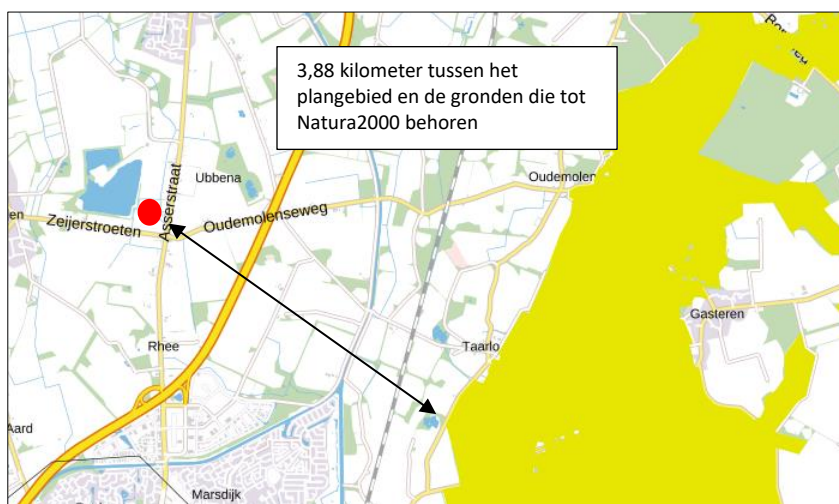 3,88 kilometer tussen het
plangebied en de gronden die tot
Natura2000 behoren
Ubbena
Oudemolen
Asserstraat
Zeijerstroeten
Oudemolenseweg
Gasteren
Rhee
Taarlo
Aard
Marsdijk